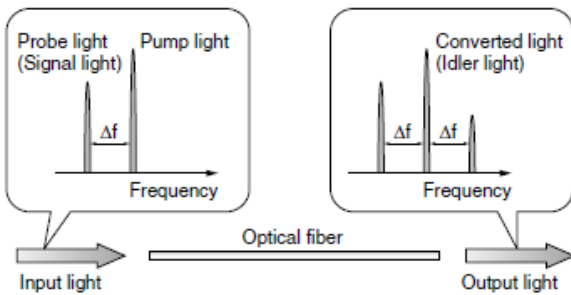 Probe light
(Signal light)
Pump light
Δf
Frequency
Converted light
(Idler light)
Δf
Δf
Frequency
Optical fiber
Input light
Output light